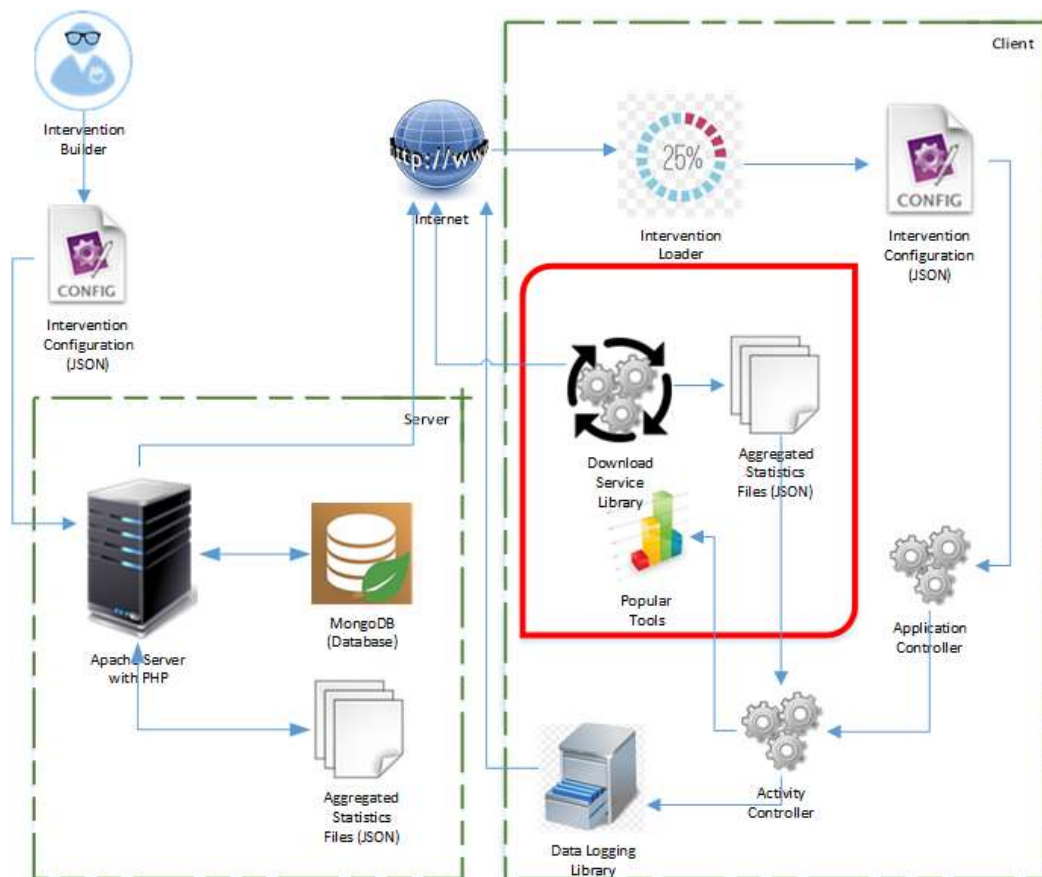 Client
Intervention
Builder
http://www
Internet
25%
Intervention
Loader
CONFIG
Intervention
Configuration
(JSON)
CONFIG
Intervention
Configuration
(JSON)
Server
Download
Service
Library
Aggregated
Statistics
Files (JSON)
Popular
Tools
Application
Controller
Apache Server
with PHP
MongoDB
(Database)
Aggregated
Statistics
Files (JSON)
Activity
Controller
Data Logging
Library